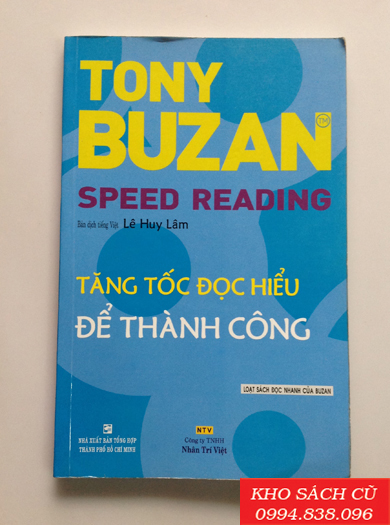 TONY
BUZAN
TM
SPEED READING
Bản dịch tiếng Việt Lê Huy Lâm
TĂNG TỐC ĐỌC HIỂU
ĐỂ THÀNH CÔNG
LOẠT SÁCH ĐỌC NHANH CỦA BUZAN
NHÀ XUẤT BẢN TỔNG HỢP
THÀNH PHỐ HỒ CHÍ MINH
NTV
Công ty TNHH
Nhân Trí Việt
KHO SÁCH CŨ
0994.838.096